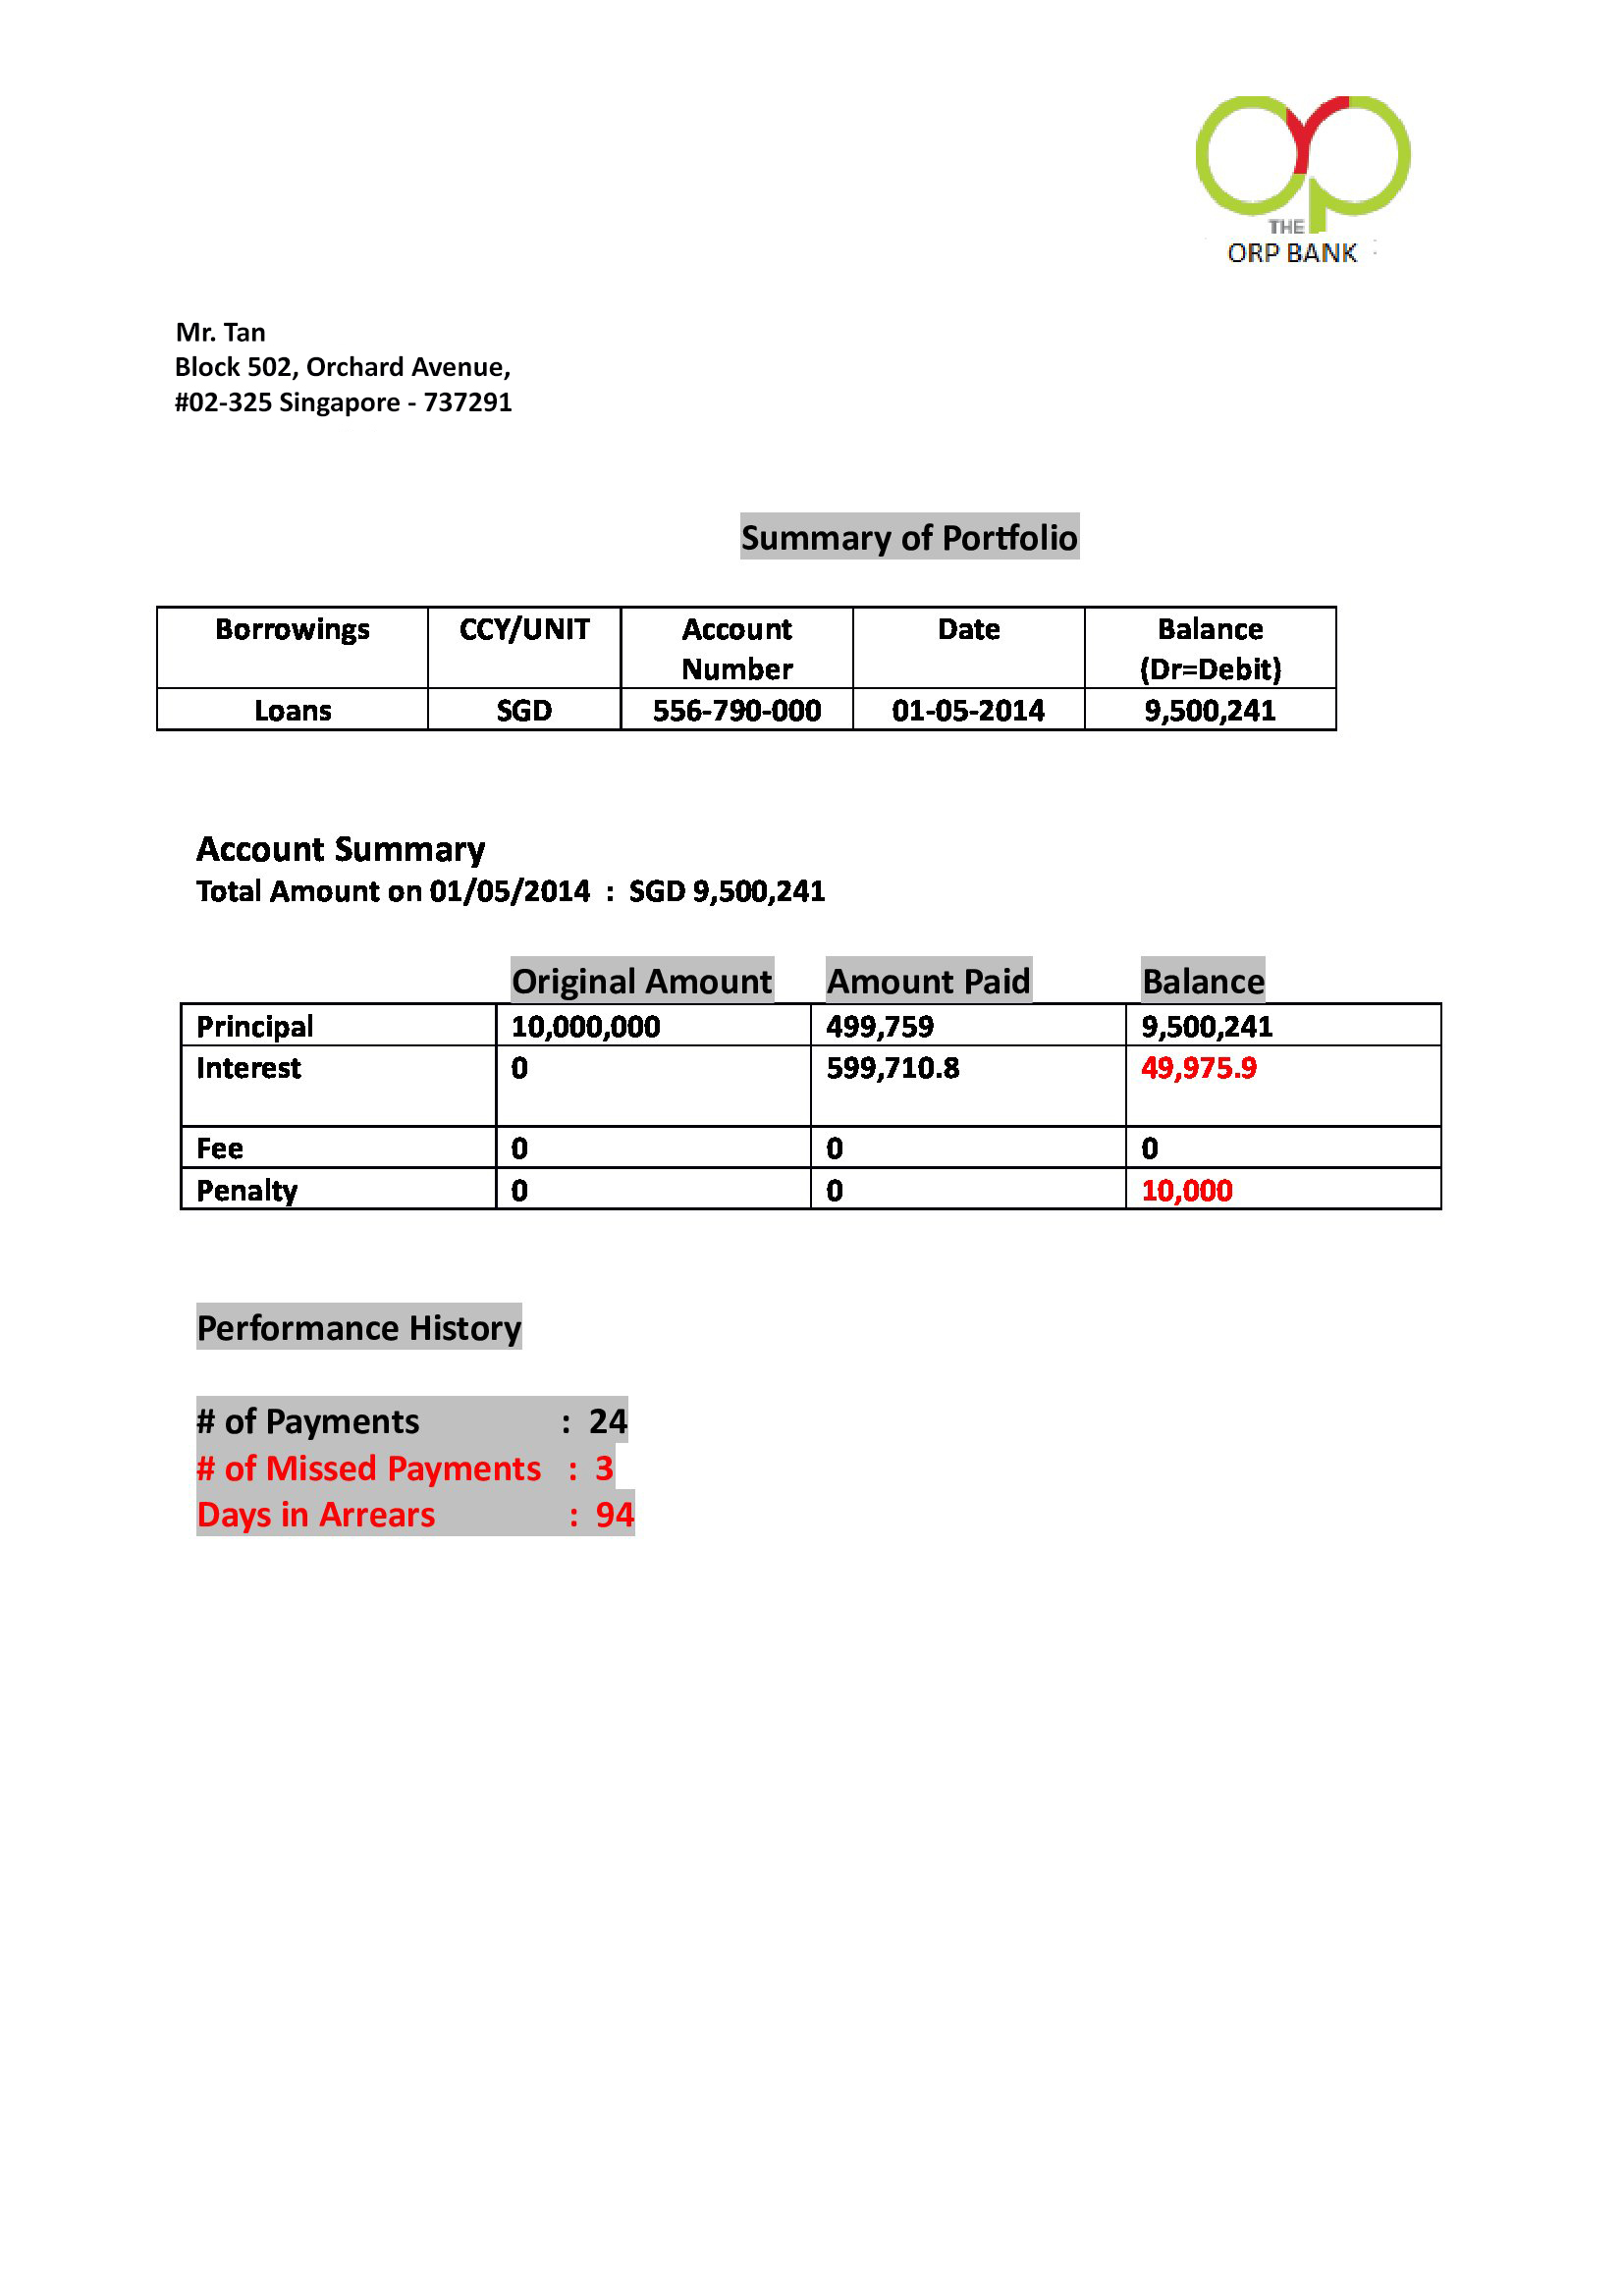 orp
THE
ORP BANK
Mr. Tan
Block 502, Orchard Avenue,
#02-325 Singapore - 737291
Summary of Portfolio
Borrowings CCY/UNIT Account Number Date Balance (Dr=Debit)
Loans SGD 556-790-000 01-05-2014 9,500,241
Account Summary
Total Amount on 01/05/2014 : SGD 9,500,241
Original Amount Amount Paid Balance
Principal 10,000,000 499,759 9,500,241
Interest 0 599,710.8 49,975.9
Fee 0 0 0
Penalty 0 0 10,000
Performance History
# of Payments : 24
# of Missed Payments : 3
Days in Arrears : 94